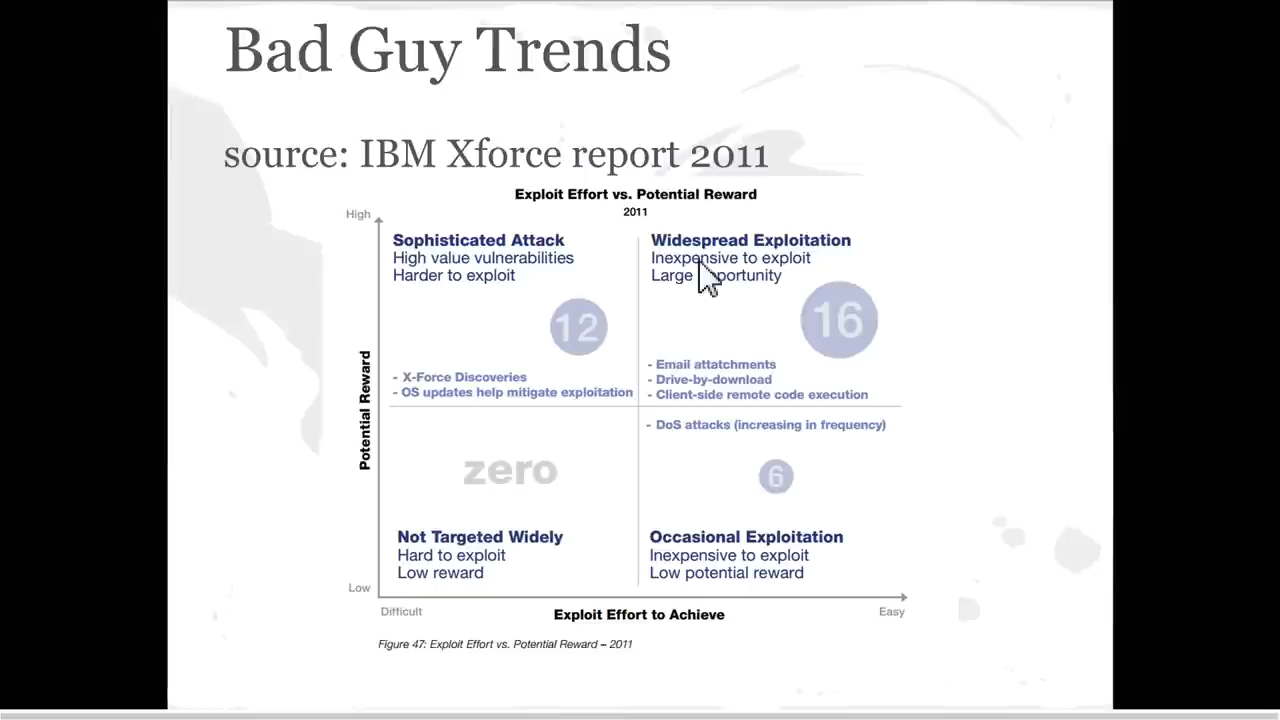 Bad Guy Trends
source: IBM Xforce report 2011
Exploit Effort vs. Potential Reward
2011
High
Sophisticated Attack
High value vulnerabilities
Harder to exploit
12
- X-Force Discoveries
- OS updates help mitigate exploitation
Widespread Exploitation
Inexpensive to exploit
Large opportunity
16
- Email attatchments
- Drive-by-download
- Client-side remote code execution
Potential Reward
zero
Not Targeted Widely
Hard to exploit
Low reward
- DoS attacks (increasing in frequency)
6
Occasional Exploitation
Inexpensive to exploit
Low potential reward
Low
Difficult
Exploit Effort to Achieve
Easy
Figure 47: Exploit Effort vs. Potential Reward – 2011